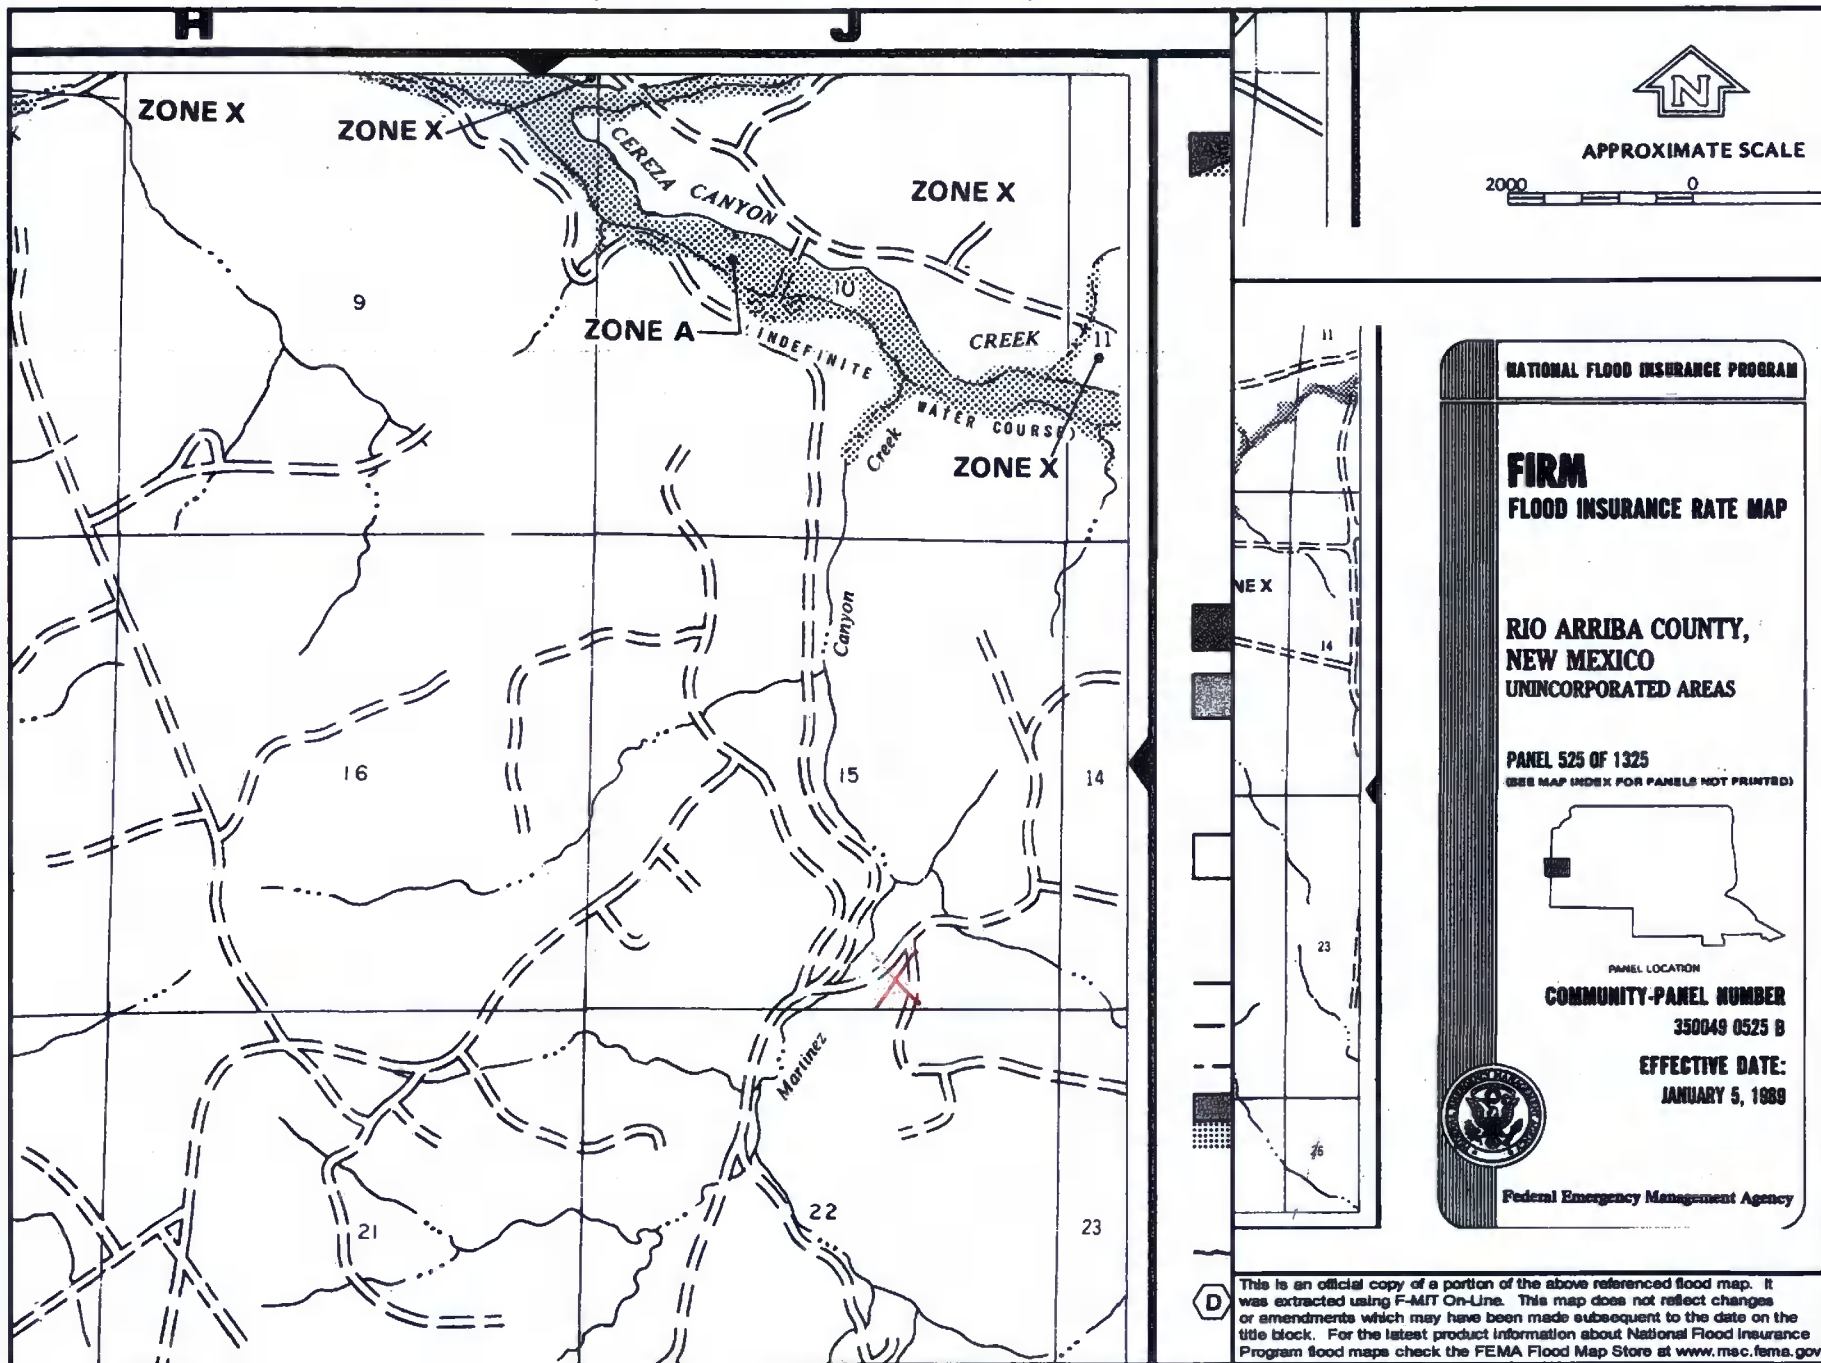 H
J
ZONE X
ZONE X
CEREZA CANYON
ZONE X
9
10
ZONE A
INDEFINITE
CREEK
11
WATER COURSE)
Creek
ZONE X
Canyon
16
15
14
Martinez
21
22
23
N
APPROXIMATE SCALE
2000
0
11
NE X
14
23
26
NATIONAL FLOOD INSURANCE PROGRAM
FIRM
FLOOD INSURANCE RATE MAP
RIO ARRIBA COUNTY,
NEW MEXICO
UNINCORPORATED AREAS
PANEL 525 OF 1325
(SEE MAP INDEX FOR PANELS NOT PRINTED)
PANEL LOCATION
COMMUNITY-PANEL NUMBER
350049 0525 B
EFFECTIVE DATE:
JANUARY 5, 1989
Federal Emergency Management Agency
D
This is an official copy of a portion of the above referenced flood map. It
was extracted using F-MIT On-Line. This map does not reflect changes
or amendments which may have been made subsequent to the date on the
title block. For the latest product information about National Flood Insurance
Program flood maps check the FEMA Flood Map Store at www.msc.fema.gov